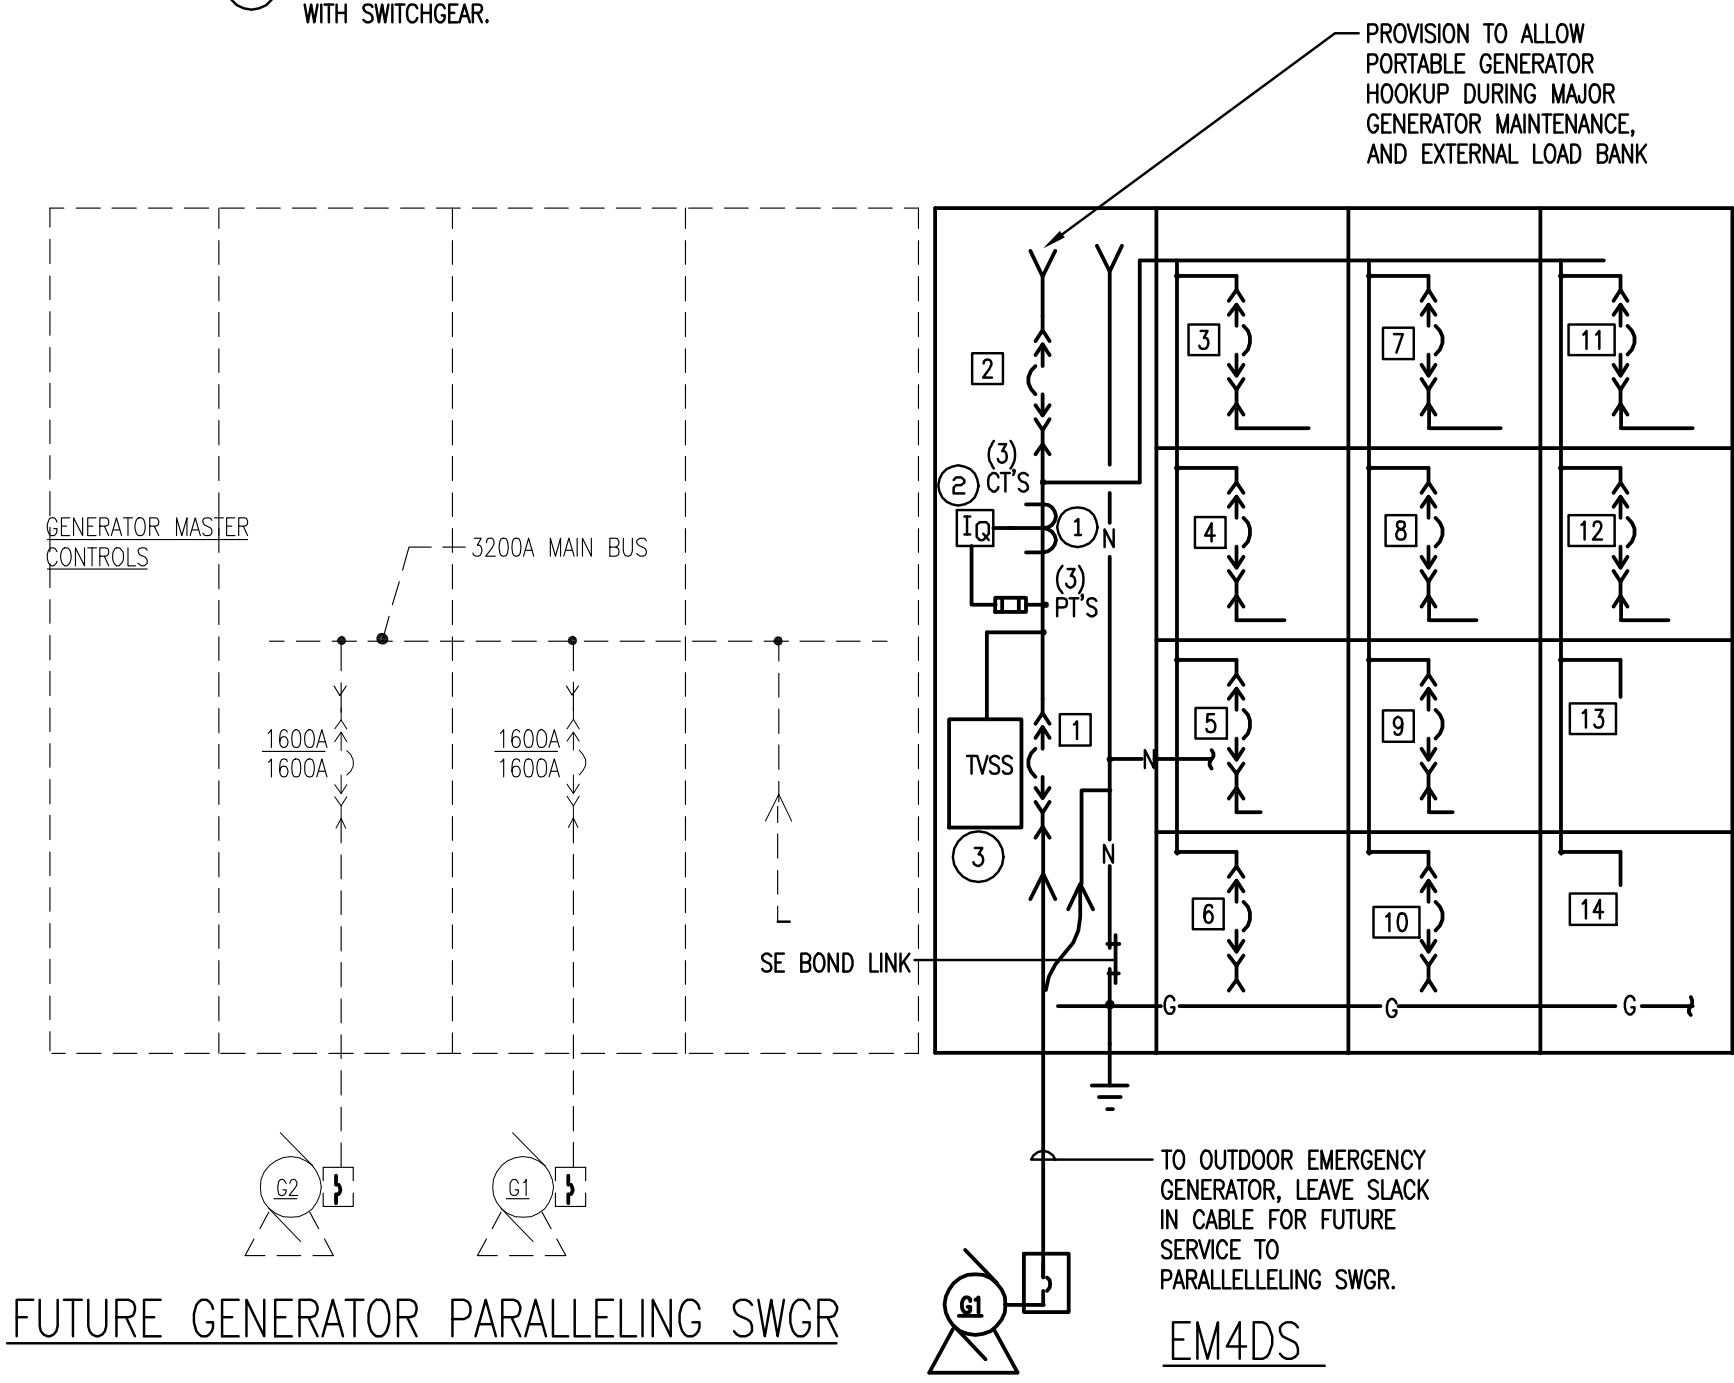 WITH SWITCHGEAR.
PROVISION TO ALLOW
PORTABLE GENERATOR
HOOKUP DURING MAJOR
GENERATOR MAINTENANCE,
AND EXTERNAL LOAD BANK
GENERATOR MASTER
CONTROLS
3200A MAIN BUS
1600A
1600A
1600A
1600A
G2
G1
FUTURE GENERATOR PARALLELING SWGR
2
(3)
CT'S
2
IQ
1
N
(3)
PT'S
1
TVSS
3
N
N
SE BOND LINK
3
7
11
4
8
12
5
9
13
6
10
14
G
G
G
TO OUTDOOR EMERGENCY
GENERATOR, LEAVE SLACK
IN CABLE FOR FUTURE
SERVICE TO
PARALLELLELING SWGR.
G1
EM4DS